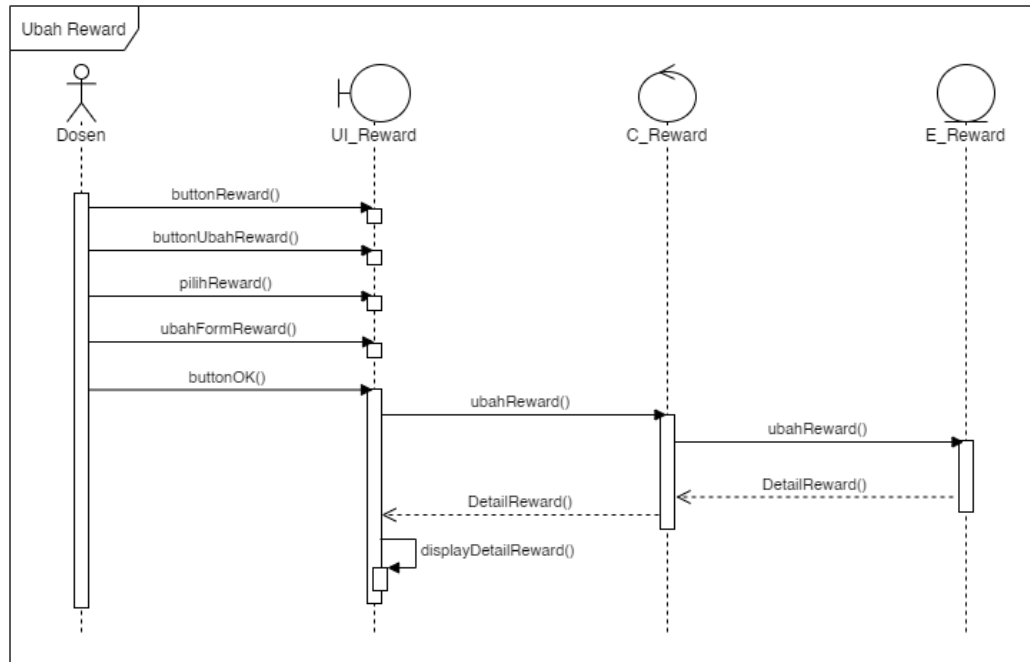 Ubah Reward
Dosen
UI_Reward
C_Reward
E_Reward
buttonReward()
buttonUbahReward()
pilihReward()
ubahFormReward()
buttonOK()
ubahReward()
ubahReward()
DetailReward()
DetailReward()
displayDetailReward()